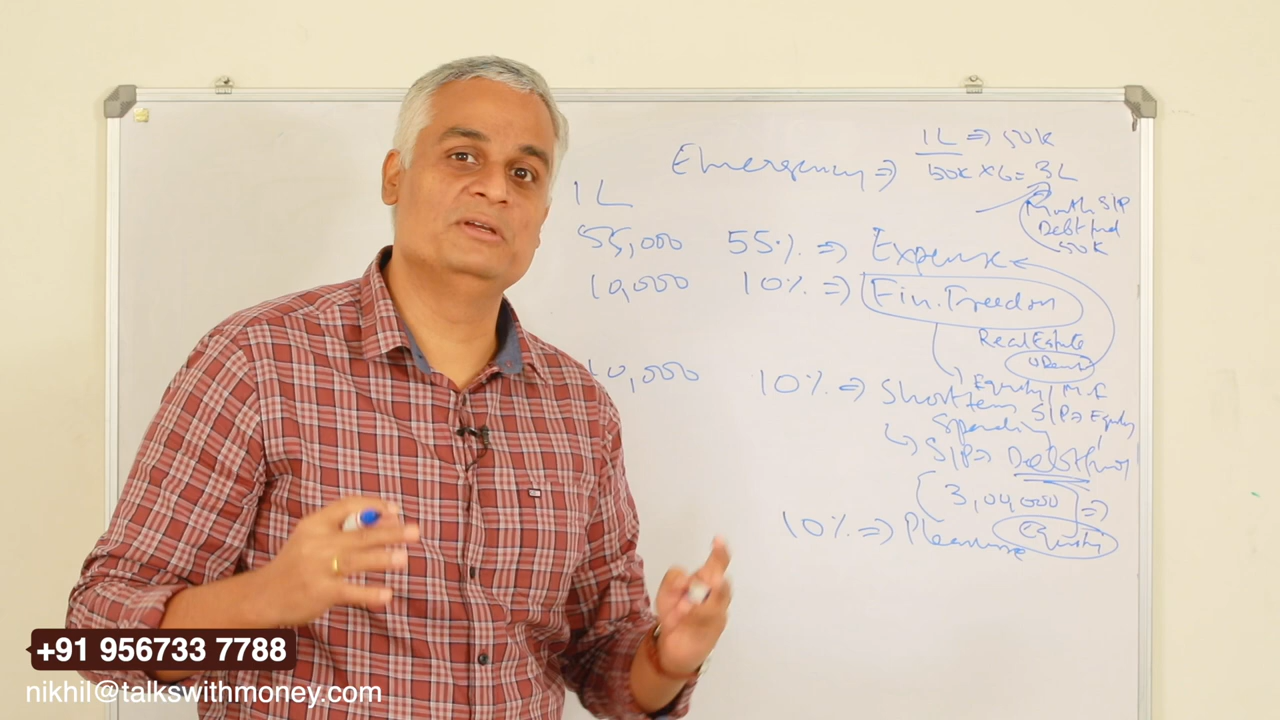 1L => 50K
Emergency => 50K x 6 = 3L
1L
Month SIP
Debt fund
50K
55,000 55% => Expense
10,000 10% => Fin. Freedom
Real Estate
Rent
10,000 10% => Short term
Equity / M.F
SIP => Equity
Spending
SIP => Debt fund
3,00,000 =>
Equity
10% => Pleasure
+91 956733 7788
nikhil@talkswithmoney.com